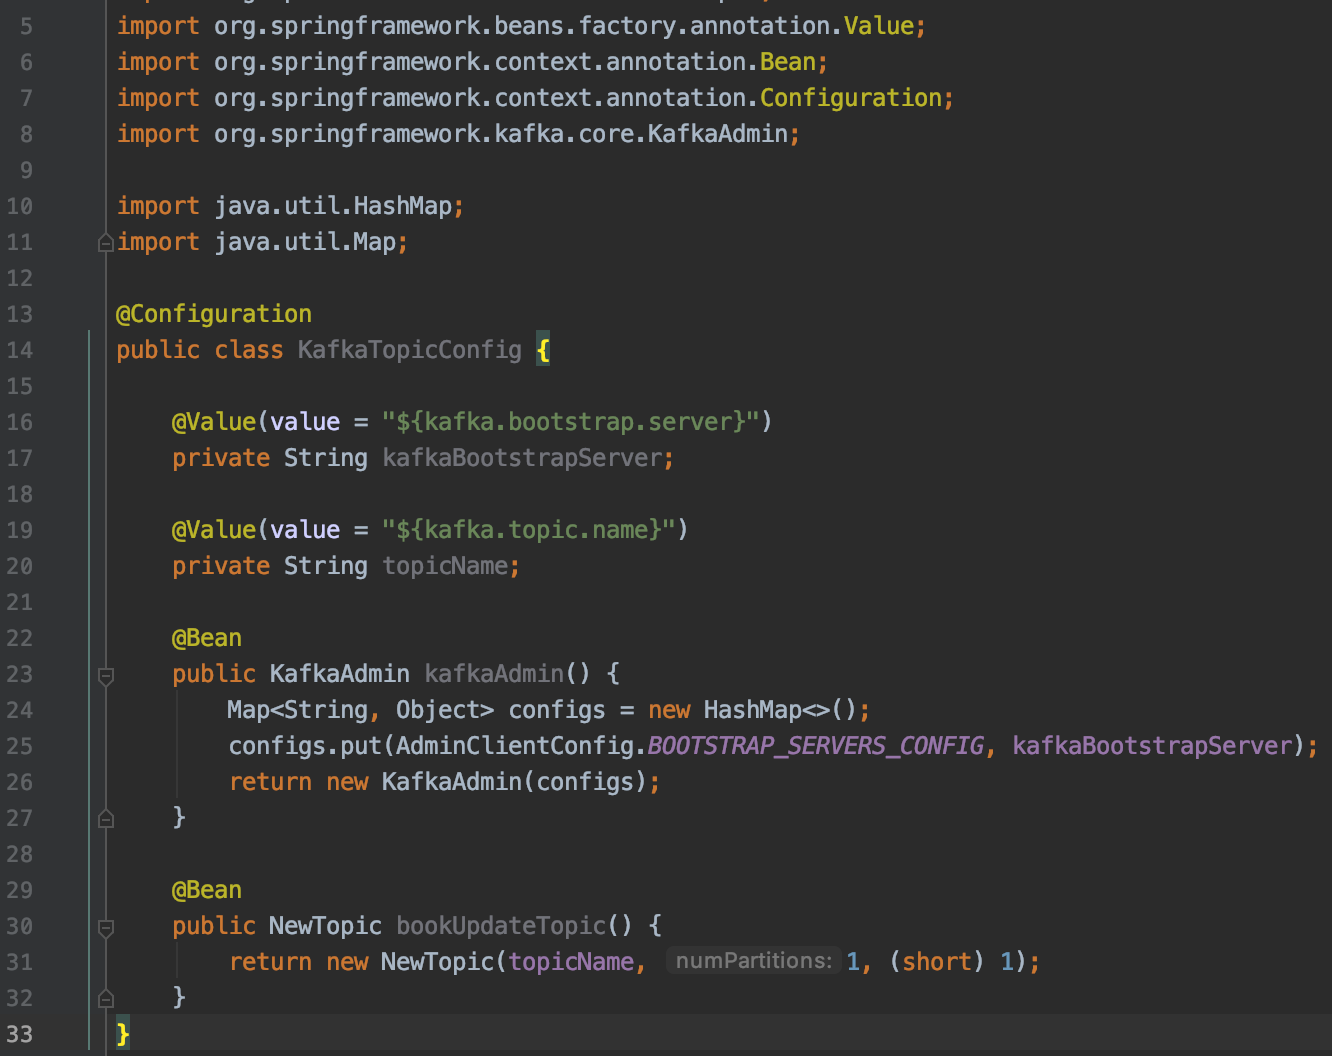 5 import org.springframework.beans.factory.annotation.Value;
6 import org.springframework.context.annotation.Bean;
7 import org.springframework.context.annotation.Configuration;
8 import org.springframework.kafka.core.KafkaAdmin;
9
10 import java.util.HashMap;
11 import java.util.Map;
12
13 @Configuration
14 public class KafkaTopicConfig {
15
16     @Value(value = "${kafka.bootstrap.server}")
17     private String kafkaBootstrapServer;
18
19     @Value(value = "${kafka.topic.name}")
20     private String topicName;
21
22     @Bean
23     public KafkaAdmin kafkaAdmin() {
24         Map<String, Object> configs = new HashMap<>();
25         configs.put(AdminClientConfig.BOOTSTRAP_SERVERS_CONFIG, kafkaBootstrapServer);
26         return new KafkaAdmin(configs);
27     }
28
29     @Bean
30     public NewTopic bookUpdateTopic() {
31         return new NewTopic(topicName, numPartitions: 1, (short) 1);
32     }
33 }